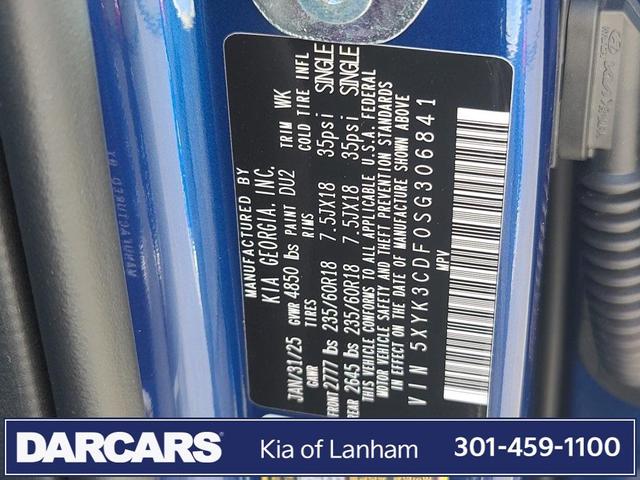 MANUFACTURED BY
KIA GEORGIA, INC.
JAN/31/25 GVWR 4850 lbs PAINT DU2 TRIM WK
GAWR TIRES RIMS COLD TIRE INFL
FRONT 2777 lbs 235/60R18 7.5JX18 35psi SINGLE
REAR 2645 lbs 235/60R18 7.5JX18 35psi SINGLE
THIS VEHICLE CONFORMS TO ALL APPLICABLE U.S.A. FEDERAL
MOTOR VEHICLE SAFETY AND THEFT PREVENTION STANDARDS
IN EFFECT ON THE DATE OF MANUFACTURE SHOWN ABOVE
VIN 5XYK3CDF0SG306841
MPV
DARCARS Kia of Lanham 301-459-1100